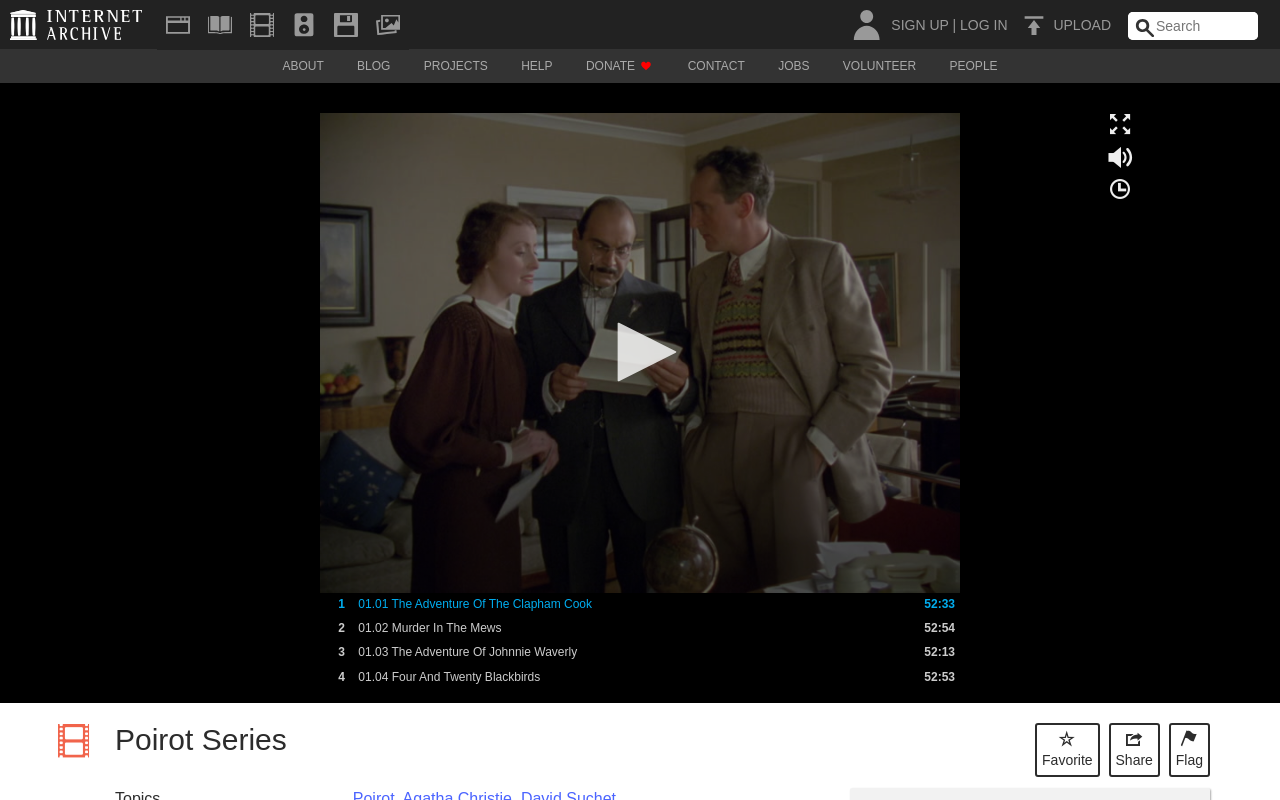 INTERNET ARCHIVE
SIGN UP | LOG IN
UPLOAD
Search
ABOUT BLOG PROJECTS HELP DONATE CONTACT JOBS VOLUNTEER PEOPLE
1 01.01 The Adventure Of The Clapham Cook 52:33
2 01.02 Murder In The Mews 52:54
3 01.03 The Adventure Of Johnnie Waverly 52:13
4 01.04 Four And Twenty Blackbirds 52:53
Poirot Series
Favorite
Share
Flag
Topics Poirot, Agatha Christie, David Suchet